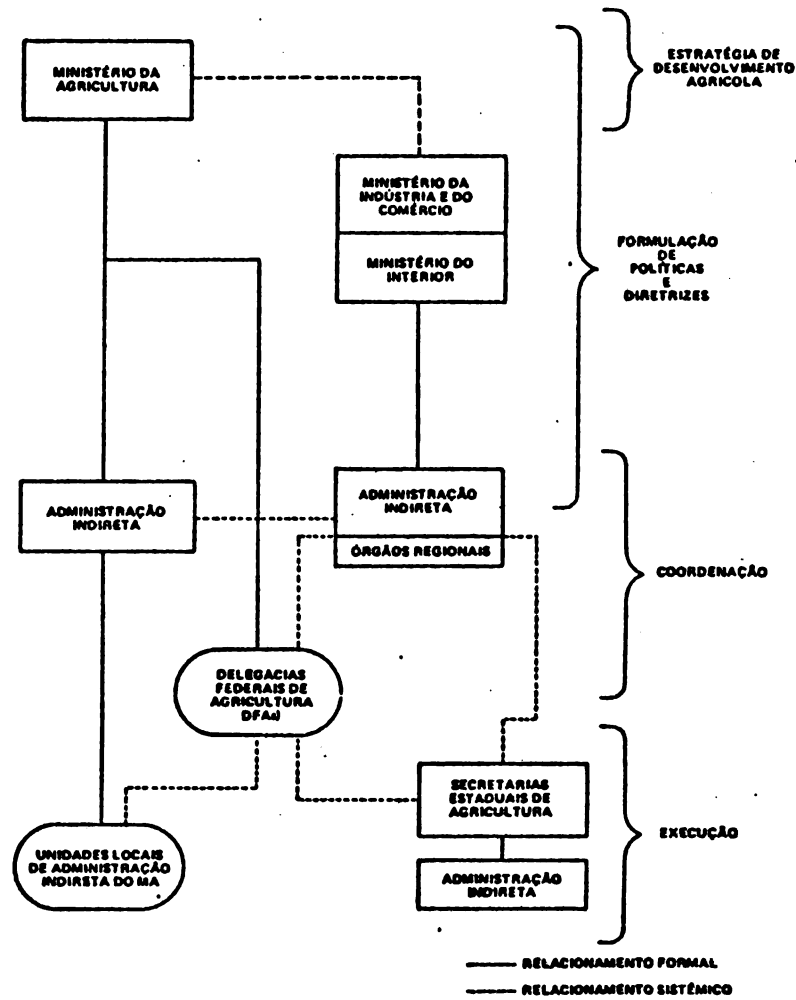 MINISTÉRIO DA
AGRICULTURA
ESTRATÉGIA DE
DESENVOLVIMENTO
AGRICOLA
MINISTÉRIO DA
INDÚSTRIA E DO
COMÉRCIO
MINISTÉRIO DO
INTERIOR
FORMULAÇÃO
DE
POLÍTICAS
E
DIRETRIZES
ADMINISTRAÇÃO
INDIRETA
ADMINISTRAÇÃO
INDIRETA
ÓRGÃOS REGIONAIS
COORDENAÇÃO
DELEGACIAS
FEDERAIS DE
AGRICULTURA
DFAs)
SECRETARIAS
ESTADUAIS DE
AGRICULTURA
EXECUÇÃO
UNIDADES LOCAIS
DE ADMINISTRAÇÃO
INDIRETA DO MA
ADMINISTRAÇÃO
INDIRETA
RELACIONAMENTO FORMAL
RELACIONAMENTO SISTÊMICO